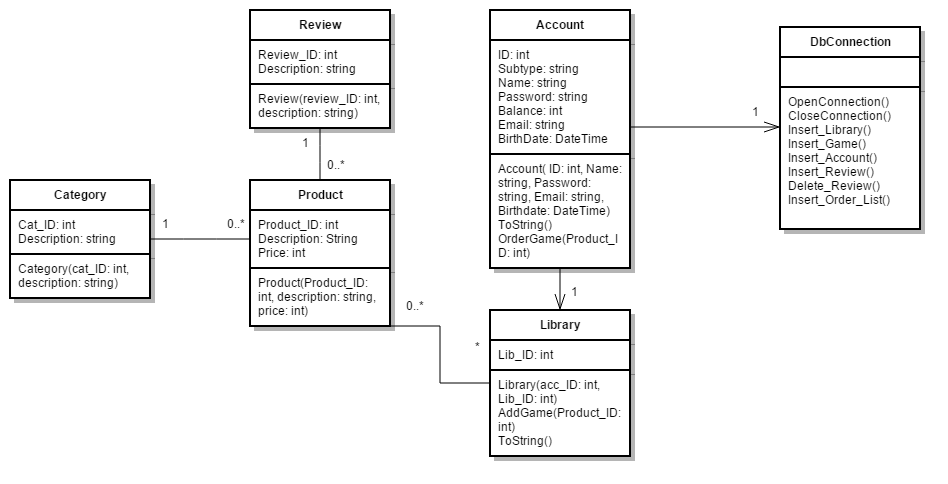 Review
Review_ID: int
Description: string
Review(review_ID: int,
description: string)
1
0..*
Account
ID: int
Subtype: string
Name: string
Password: string
Balance: int
Email: string
BirthDate: DateTime
Account( ID: int, Name:
string, Password:
string, Email: string,
Birthdate: DateTime)
ToString()
OrderGame(Product_I
D: int)
1
DbConnection
OpenConnection()
CloseConnection()
Insert_Library()
Insert_Game()
Insert_Account()
Insert_Review()
Delete_Review()
Insert_Order_List()
Category
Cat_ID: int
Description: string
Category(cat_ID: int,
description: string)
1
0..*
Product
Product_ID: int
Description: String
Price: int
Product(Product_ID:
int, description: string,
price: int)
0..*
*
1
Library
Lib_ID: int
Library(acc_ID: int,
Lib_ID: int)
AddGame(Product_ID:
int)
ToString()